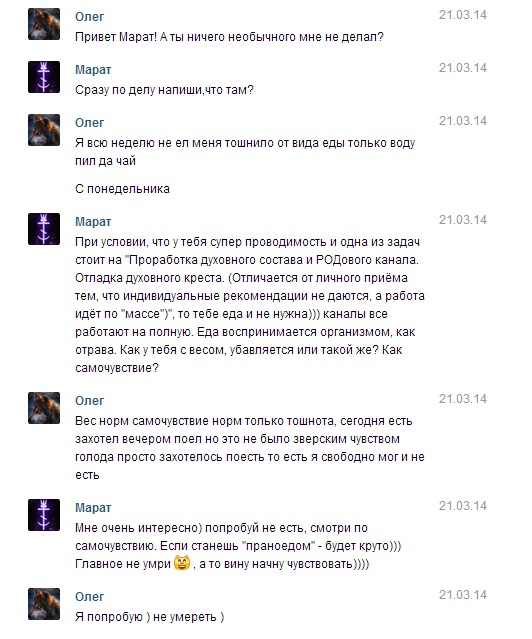 Олег
21.03.14
Привет Марат! А ты ничего необычного мне не делал?
Марат
21.03.14
Сразу по делу напиши,что там?
Олег
21.03.14
Я всю неделю не ел меня тошнило от вида еды только воду
пил да чай
С понедельника
Марат
21.03.14
При условии, что у тебя супер проводимость и одна из задач
стоит на "Проработка духовного состава и РОДового канала.
Отладка духовного креста. (Отличается от личного приёма
тем, что индивидуальные рекомендации не даются, а работа
идёт по "массе")", то тебе еда и не нужна))) каналы все
работают на полную. Еда воспринимается организмом, как
отрава. Как у тебя с весом, убавляется или такой же? Как
самочувствие?
Олег
21.03.14
Вес норм самочувствие норм только тошнота, сегодня есть
захотел вечером поел но это не было зверским чувством
голода просто захотелось поесть то есть я свободно мог и не
есть
Марат
21.03.14
Мне очень интересно) попробуй не есть, смотри по
самочувствию. Если станешь "праноедом" - будет круто)))
Главное не умри 😄 , а то вину начну чувствовать))))
Олег
21.03.14
Я попробую ) не умереть )